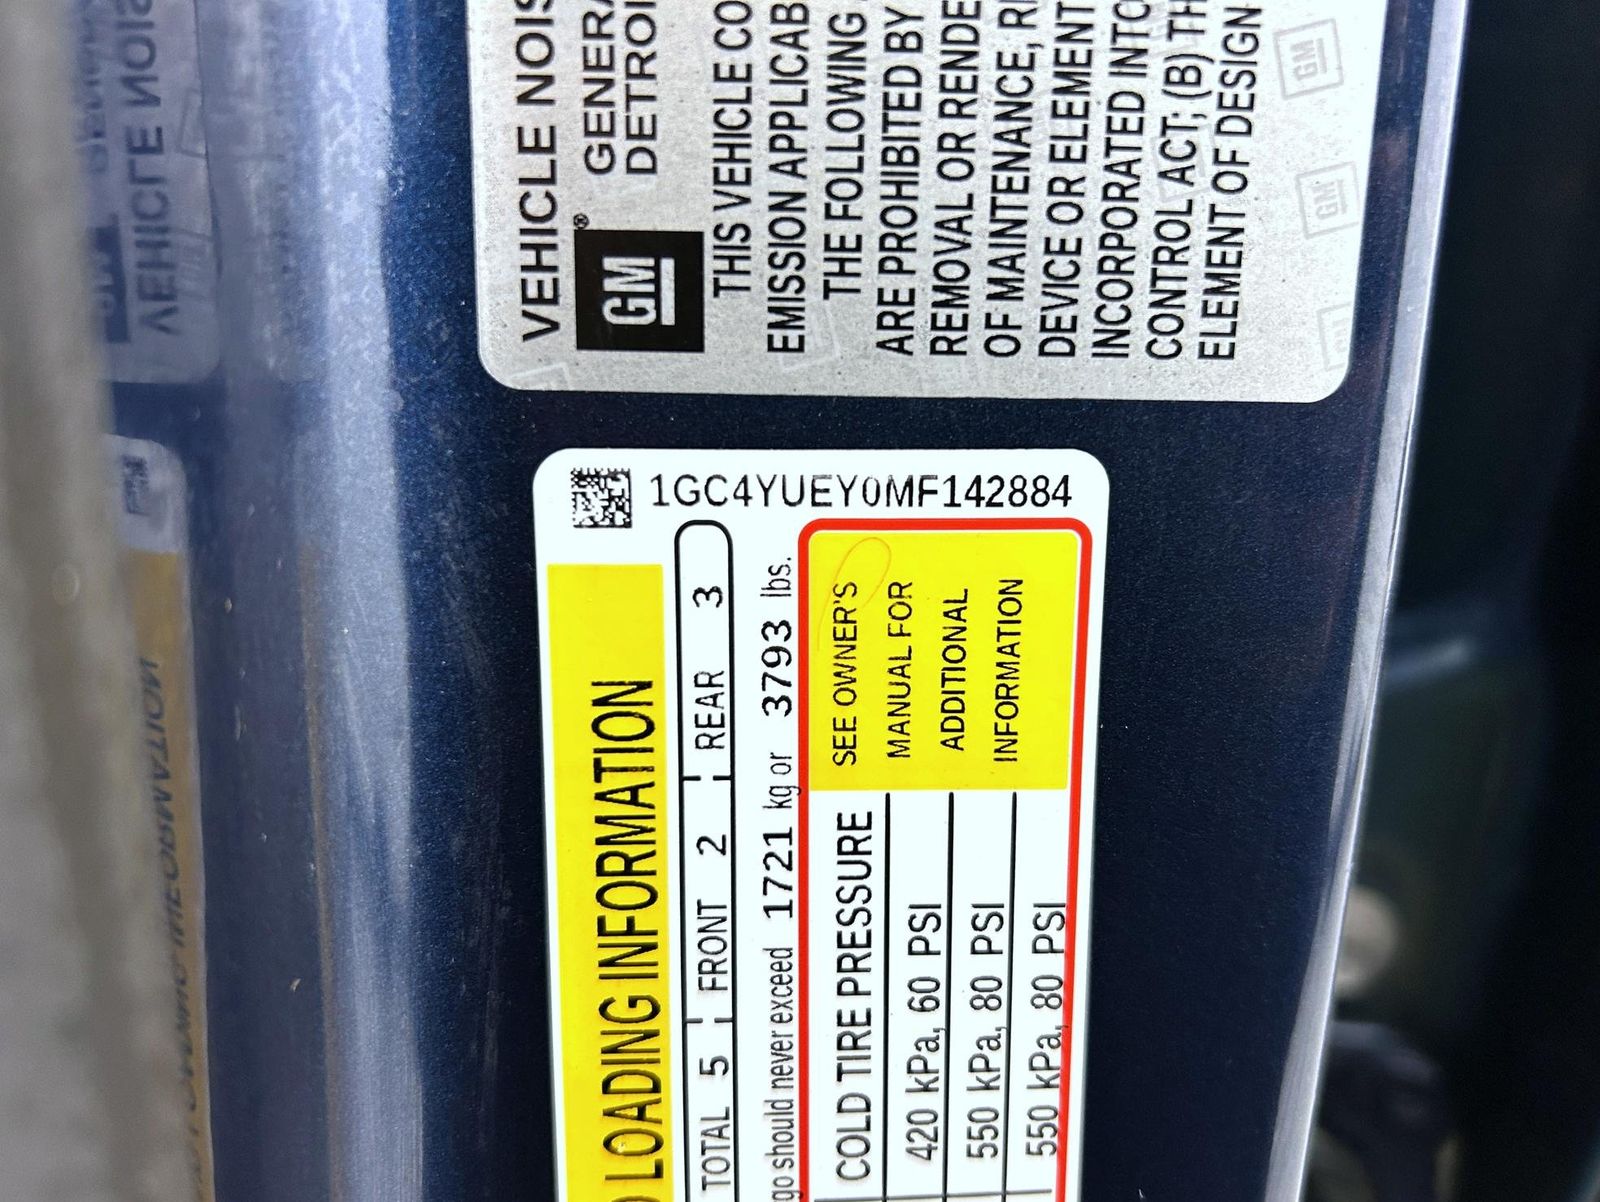 VEHICLE NOIS
GM®
GENERA
DETROI
THIS VEHICLE CO
EMISSION APPLICAB
THE FOLLOWING
ARE PROHIBITED BY
REMOVAL OR RENDE
OF MAINTENANCE, R
DEVICE OR ELEMENT
INCORPORATED INTO
CONTROL ACT; (B) TH
ELEMENT OF DESIGN
GM
GM
GM
1GC4YUEY0MF142884
LOADING INFORMATION
TOTAL 5 FRONT 2 REAR 3
go should never exceed 1721 kg or 3793 lbs.
COLD TIRE PRESSURE
420 kPa, 60 PSI
550 kPa, 80 PSI
550 kPa, 80 PSI
SEE OWNER'S
MANUAL FOR
ADDITIONAL
INFORMATION